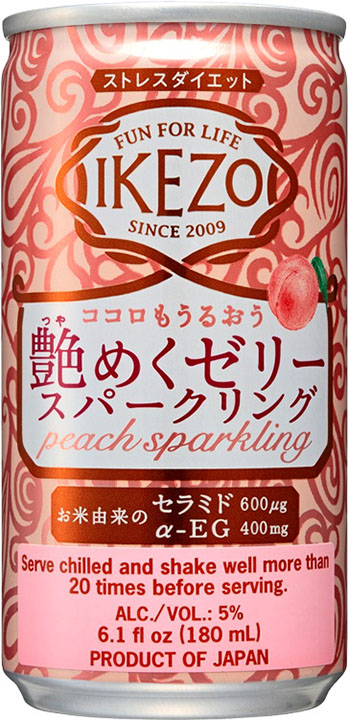 ストレスダイエット
FUN FOR LIFE
IKEZO
SINCE 2009
ココロもうるおう
つや
艶めくゼリー
スパークリング
peach sparkling
お米由来の セラミド 600μg
α-EG 400mg
Serve chilled and shake well more than
20 times before serving.
ALC./VOL.: 5%
6.1 fl oz (180 mL)
PRODUCT OF JAPAN